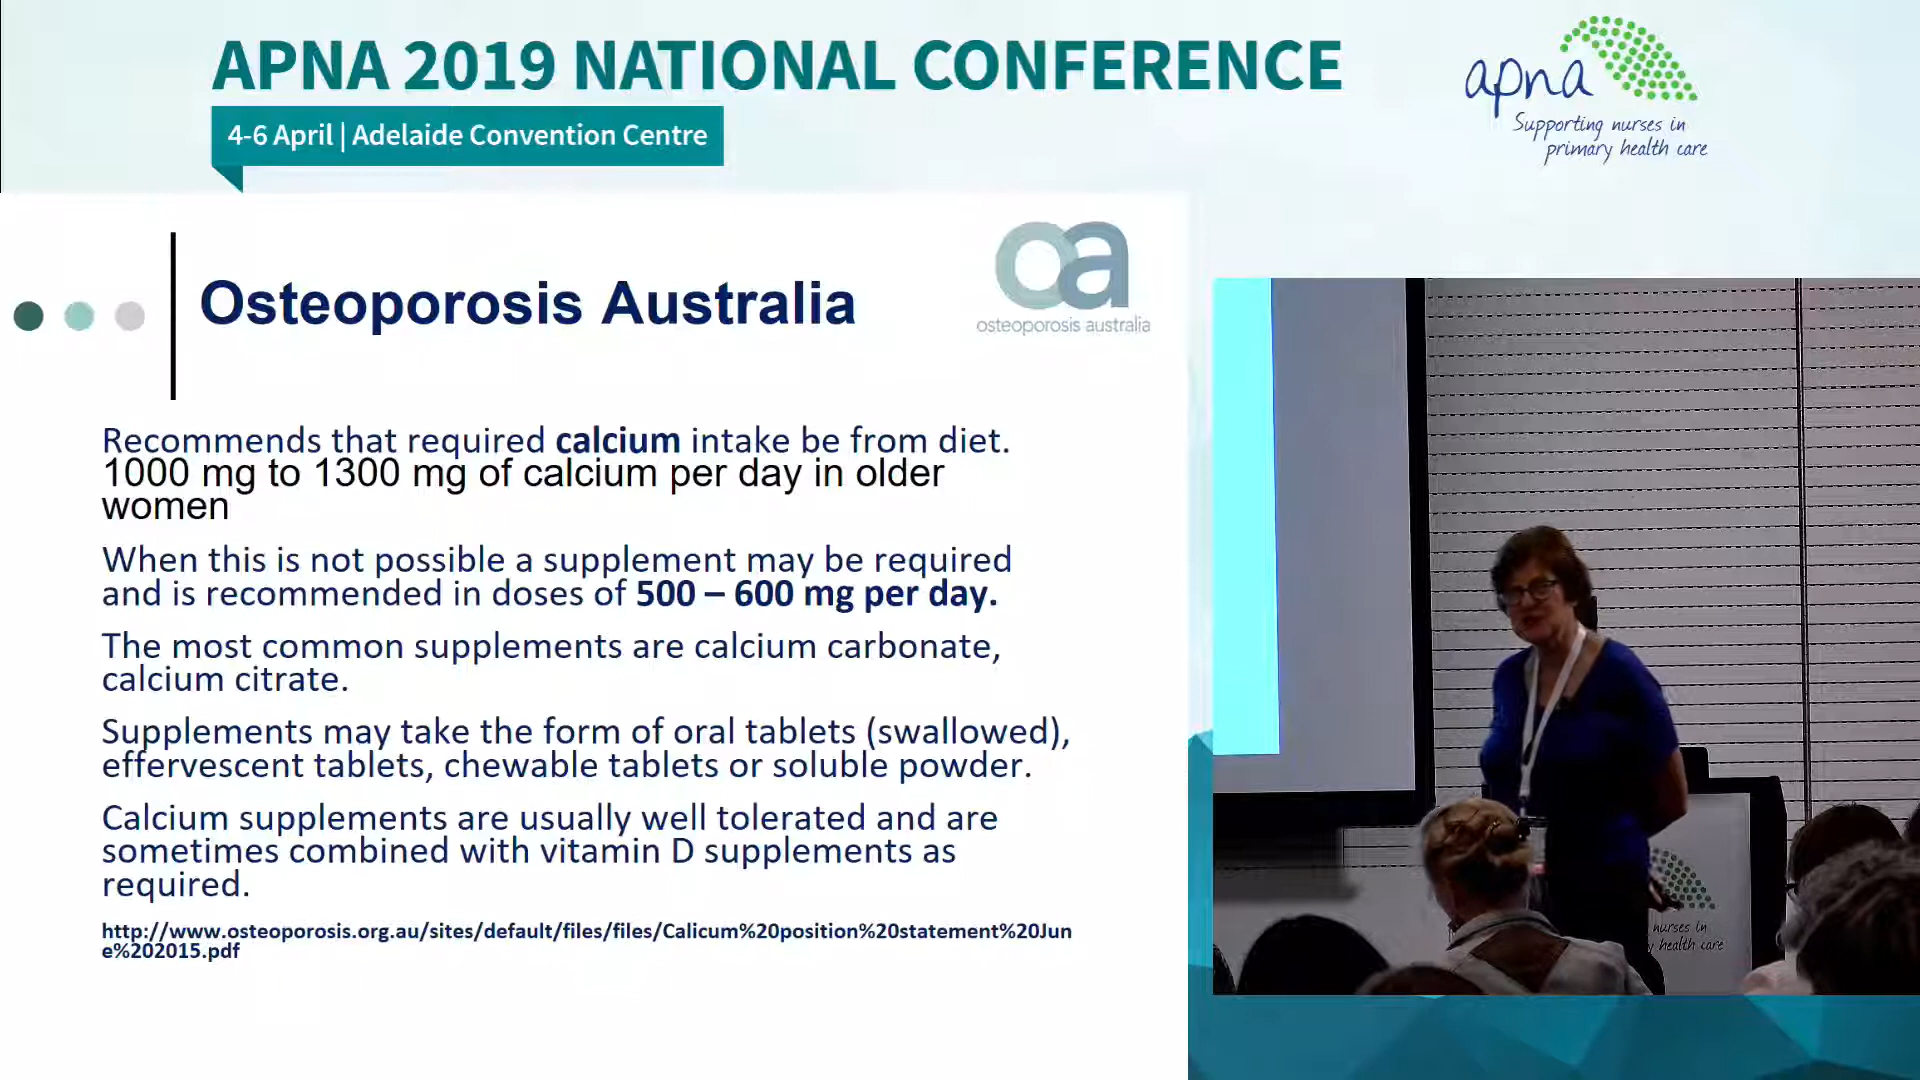 APNA 2019 NATIONAL CONFERENCE
4-6 April | Adelaide Convention Centre
apna
Supporting nurses in
primary health care
Osteoporosis Australia
oa
osteoporosis australia
Recommends that required calcium intake be from diet.
1000 mg to 1300 mg of calcium per day in older
women
When this is not possible a supplement may be required
and is recommended in doses of 500 – 600 mg per day.
The most common supplements are calcium carbonate,
calcium citrate.
Supplements may take the form of oral tablets (swallowed),
effervescent tablets, chewable tablets or soluble powder.
Calcium supplements are usually well tolerated and are
sometimes combined with vitamin D supplements as
required.
http://www.osteoporosis.org.au/sites/default/files/files/Calicum%20position%20statement%20Jun
e%202015.pdf
nurses in
health care